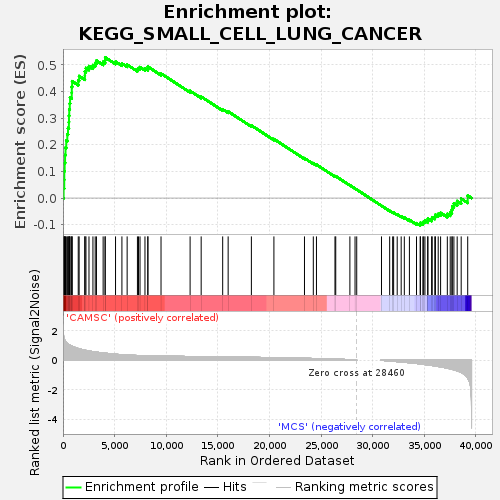 Enrichment plot:
KEGG_SMALL_CELL_LUNG_CANCER
Enrichment score (ES)
0.5
0.4
0.3
0.2
0.1
0.0
-0.1
'CAMSC' (positively correlated)
Ranked list metric (Signal2Noise)
2
0
-2
-4
Zero cross at 28460
'MCS' (negatively correlated)
0
5,000
10,000
15,000
20,000
25,000
30,000
35,000
40,000
Rank in Ordered Dataset
Enrichment profile
Hits
Ranking metric scores